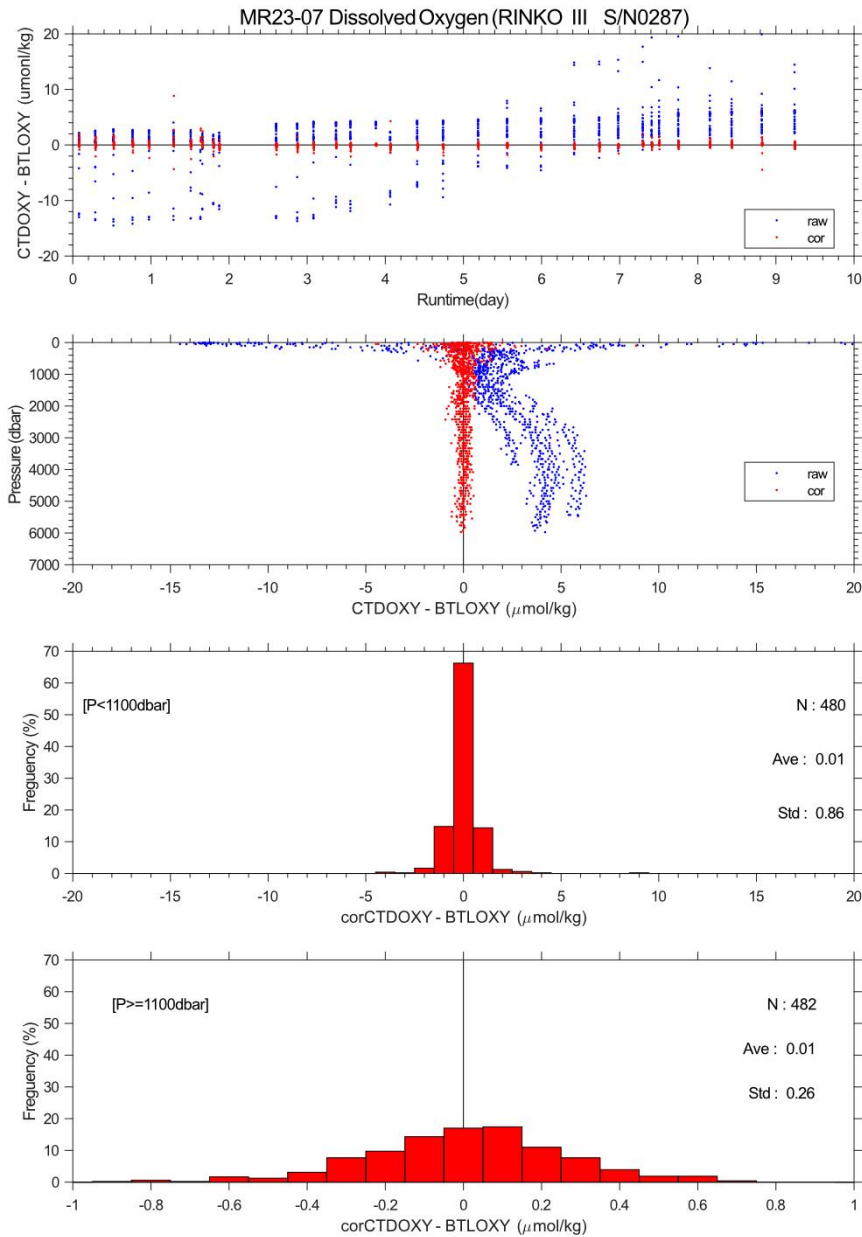 MR23-07 Dissolved Oxygen (RINKO III S/N0287)
CTDOXY - BTLOXY (umonl/kg)
20
10
0
-10
-20
raw
cor
0 1 2 3 4 5 6 7 8 9 10
Runtime(day)
Pressure (dbar)
0
1000
2000
3000
4000
5000
6000
7000
raw
cor
-20 -15 -10 -5 0 5 10 15 20
CTDOXY - BTLOXY (μmol/kg)
Freguency (%)
70
60
50
40
30
20
10
0
[P<1100dbar]
N : 480
Ave : 0.01
Std : 0.86
-20 -15 -10 -5 0 5 10 15 20
corCTDOXY - BTLOXY (μmol/kg)
Freguency (%)
70
60
50
40
30
20
10
0
[P>=1100dbar]
N : 482
Ave : 0.01
Std : 0.26
-1 -0.8 -0.6 -0.4 -0.2 0 0.2 0.4 0.6 0.8 1
corCTDOXY - BTLOXY (μmol/kg)